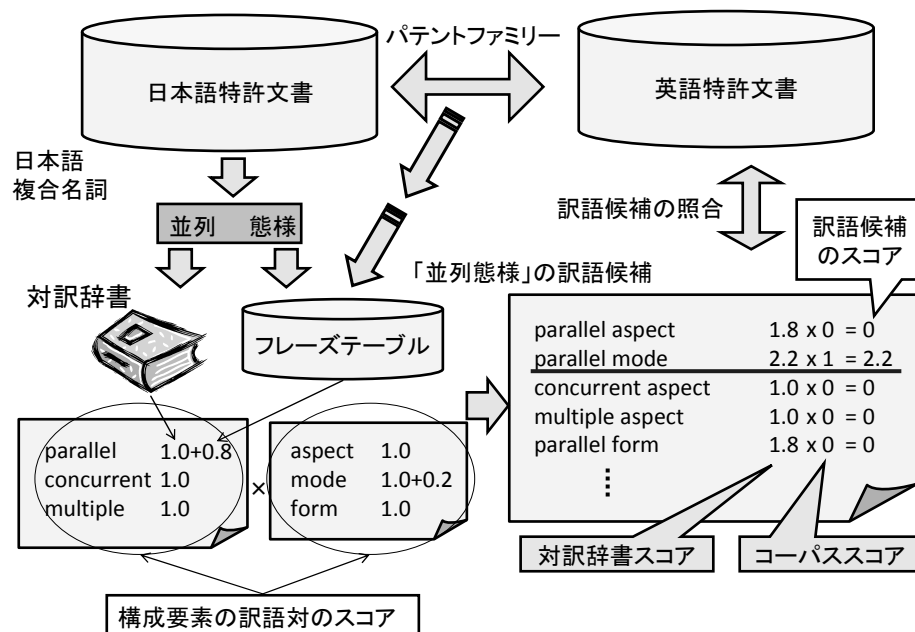 パテントファミリー
日本語特許文書
英語特許文書
日本語
複合名詞
並列 態様
訳語候補の照合
訳語候補
のスコア
「並列態様」の訳語候補
対訳辞書
フレーズテーブル
parallel 1.0+0.8
concurrent 1.0
multiple 1.0
×
aspect 1.0
mode 1.0+0.2
form 1.0
parallel aspect 1.8 x 0 = 0
parallel mode 2.2 x 1 = 2.2
concurrent aspect 1.0 x 0 = 0
multiple aspect 1.0 x 0 = 0
parallel form 1.8 x 0 = 0
⋮
対訳辞書スコア
コーパススコア
構成要素の訳語対のスコア